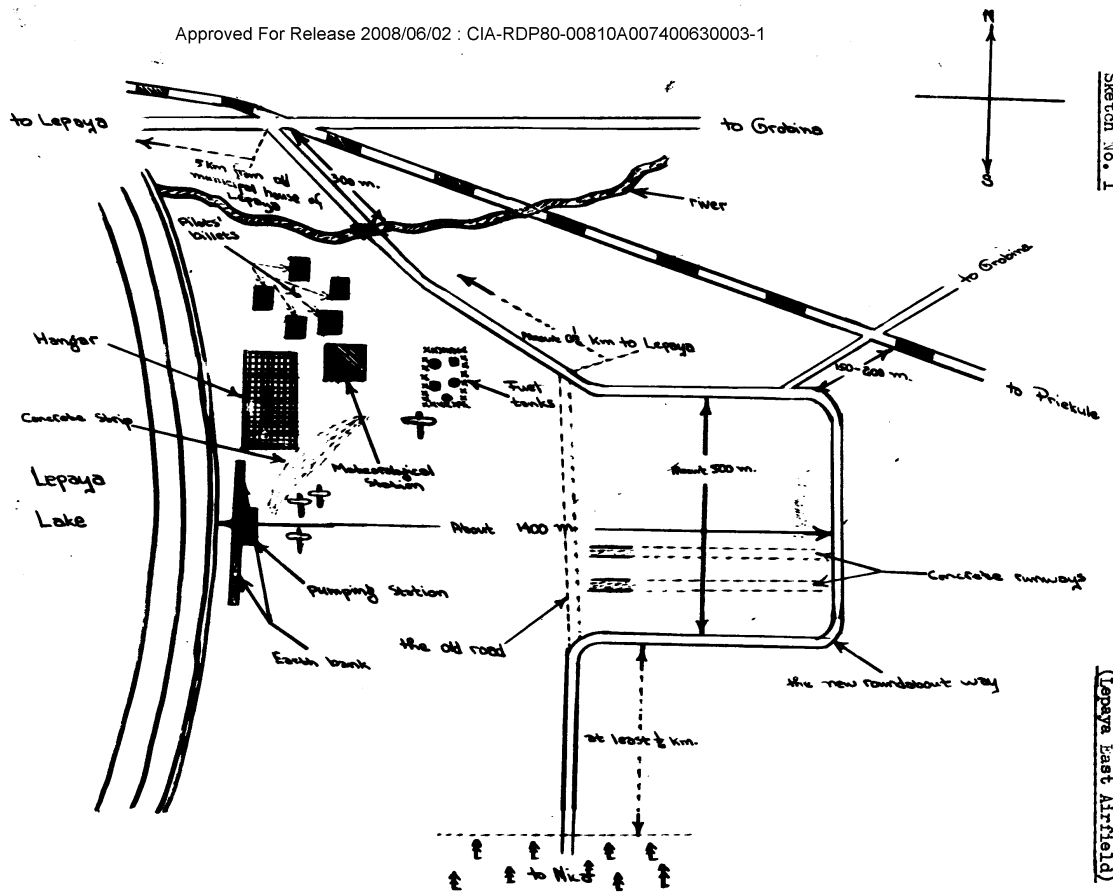 Approved For Release 2008/06/02 : CIA-RDP80-00810A007400630003-1
N
S
Sketch No. 1
to Lepaya
to Grobina
5 km from old
municipal house of
Lepaya
300 m.
river
Pilots'
billets
to Grobina
About
km to Lepaya
Hangar
150-200 m.
Fuel
tanks
to Priekule
Concrete Strip
Meteorological
Station
About 500 m.
Lepaya
Lake
About 1400 m.
Concrete runways
Pumping Station
the old road
Earth bank
the new roundabout way
at least ½ km.
to Nica
(Lepaya East Airfield)